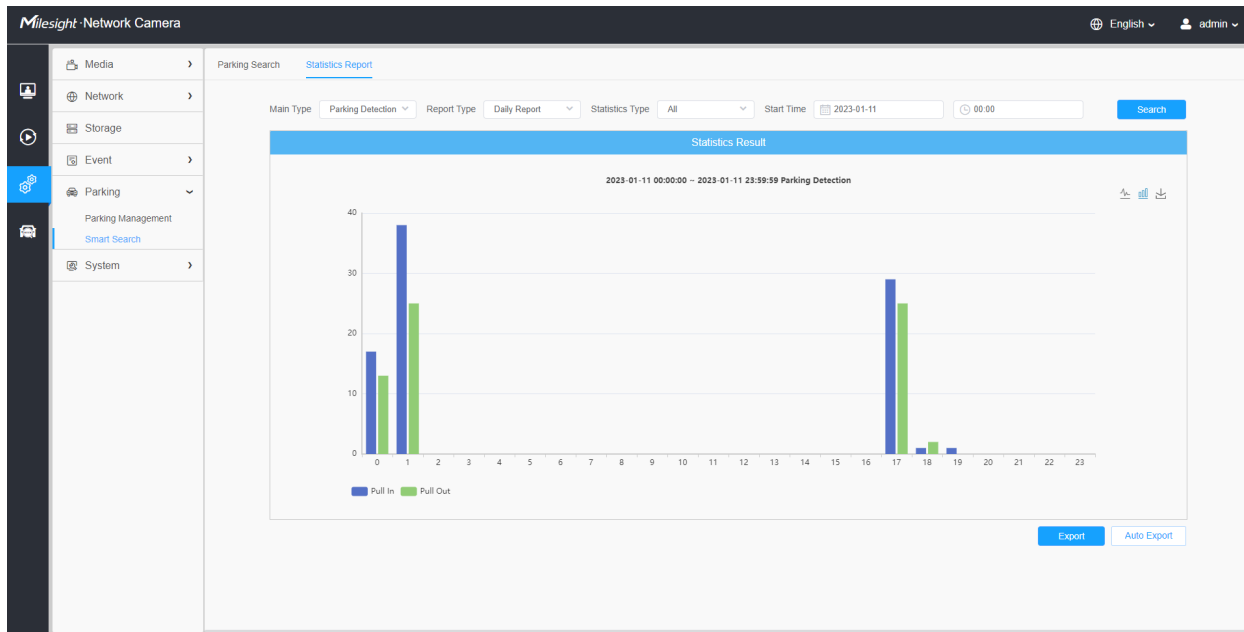 Milesight · Network Camera English admin
Media
Network
Storage
Event
Parking
Parking Management
Smart Search
System
Parking Search Statistics Report
Main Type Parking Detection Report Type Daily Report Statistics Type All Start Time 2023-01-11 00:00 Search
Statistics Result
2023-01-11 00:00:00 ~ 2023-01-11 23:59:59 Parking Detection
40
30
20
10
0
0 1 2 3 4 5 6 7 8 9 10 11 12 13 14 15 16 17 18 19 20 21 22 23
Pull In Pull Out
Export Auto Export